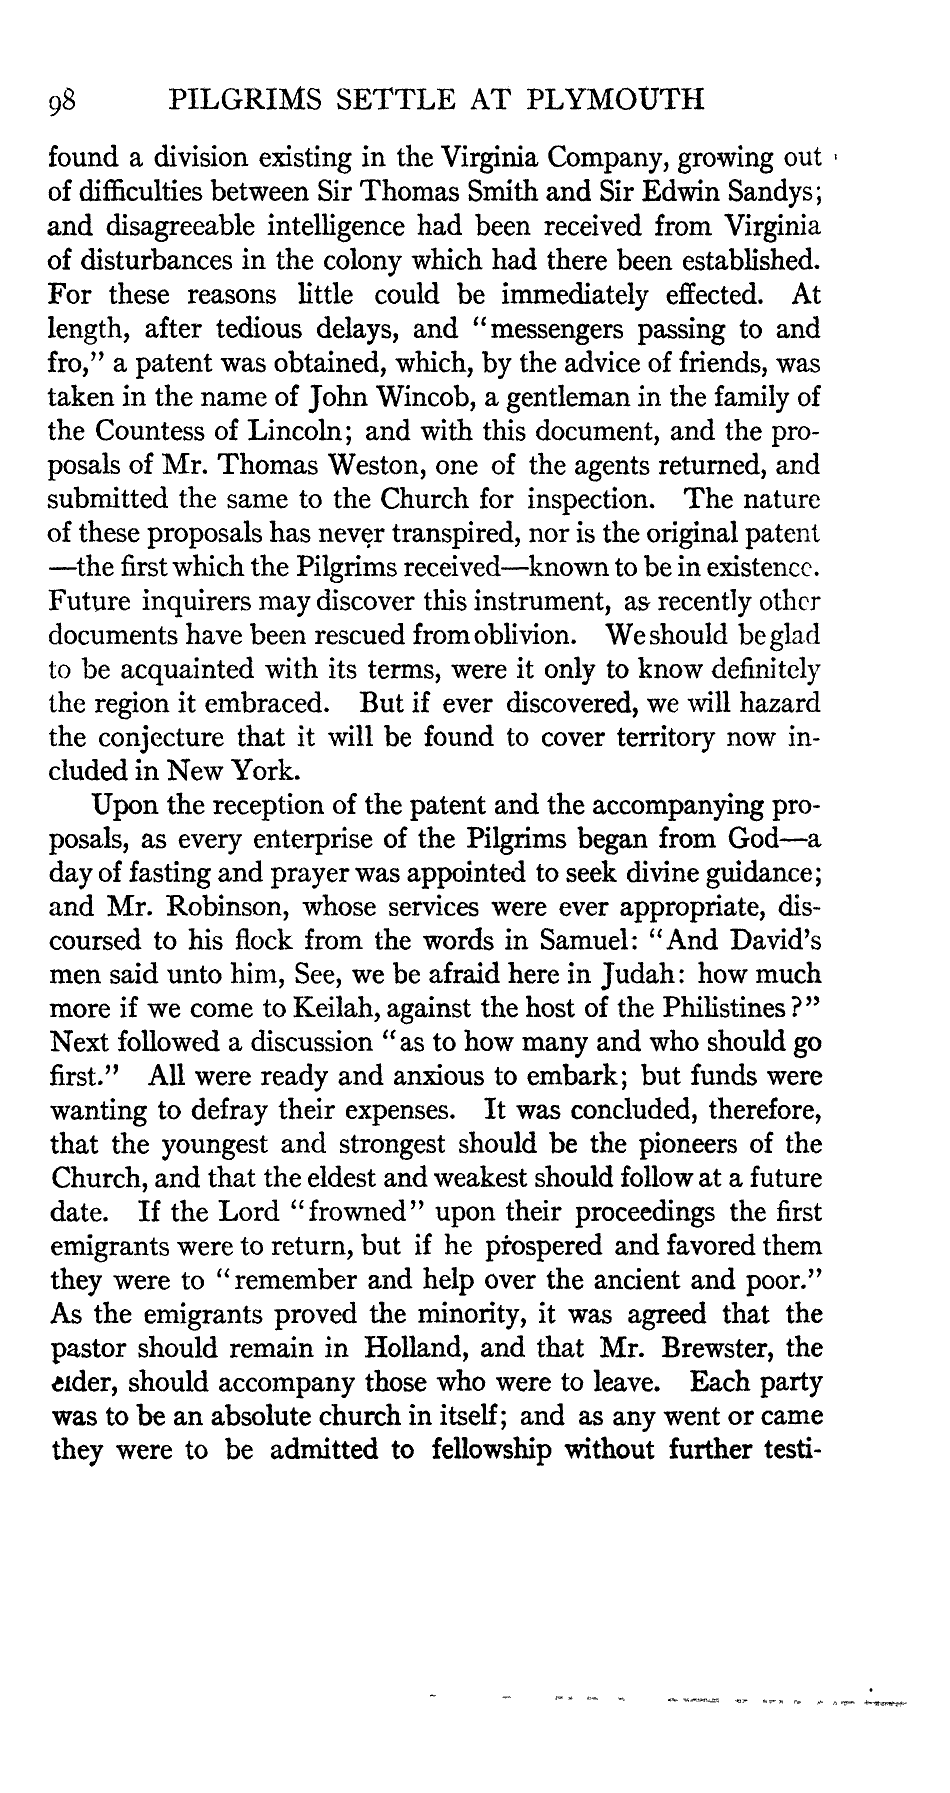 98 PILGRIMS SETTLE AT PLYMOUTH
found a division existing in the Virginia Company, growing out
of difficulties between Sir Thomas Smith and Sir Edwin Sandys;
and disagreeable intelligence had been received from Virginia
of disturbances in the colony which had there been established.
For these reasons little could be immediately effected. At
length, after tedious delays, and “messengers passing to and
fro,” a patent was obtained, which, by the advice of friends, was
taken in the name of John Wincob, a gentleman in the family of
the Countess of Lincoln; and with this document, and the pro-
posals of Mr. Thomas Weston, one of the agents returned, and
submitted the same to the Church for inspection. The nature
of these proposals has never transpired, nor is the original patent
—the first which the Pilgrims received—known to be in existence.
Future inquirers may discover this instrument, as recently other
documents have been rescued from oblivion. We should be glad
to be acquainted with its terms, were it only to know definitely
the region it embraced. But if ever discovered, we will hazard
the conjecture that it will be found to cover territory now in-
cluded in New York.
Upon the reception of the patent and the accompanying pro-
posals, as every enterprise of the Pilgrims began from God—a
day of fasting and prayer was appointed to seek divine guidance;
and Mr. Robinson, whose services were ever appropriate, dis-
coursed to his flock from the words in Samuel: “And David’s
men said unto him, See, we be afraid here in Judah: how much
more if we come to Keilah, against the host of the Philistines?”
Next followed a discussion “as to how many and who should go
first.” All were ready and anxious to embark; but funds were
wanting to defray their expenses. It was concluded, therefore,
that the youngest and strongest should be the pioneers of the
Church, and that the eldest and weakest should follow at a future
date. If the Lord “frowned” upon their proceedings the first
emigrants were to return, but if he prospered and favored them
they were to “remember and help over the ancient and poor.”
As the emigrants proved the minority, it was agreed that the
pastor should remain in Holland, and that Mr. Brewster, the
elder, should accompany those who were to leave. Each party
was to be an absolute church in itself; and as any went or came
they were to be admitted to fellowship without further testi-